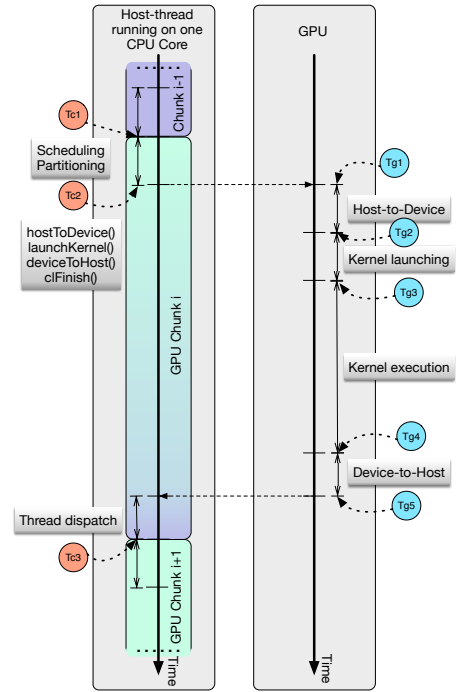 Host-thread
running on one
CPU Core
GPU
Chunk i-1
Tc1
Scheduling
Partitioning
Tc2
hostToDevice()
launchKernel()
deviceToHost()
clFinish()
GPU Chunk i
Thread dispatch
Tc3
GPU Chunk i+1
Time
Tg1
Host-to-Device
Tg2
Kernel launching
Tg3
Kernel execution
Tg4
Device-to-Host
Tg5
Time